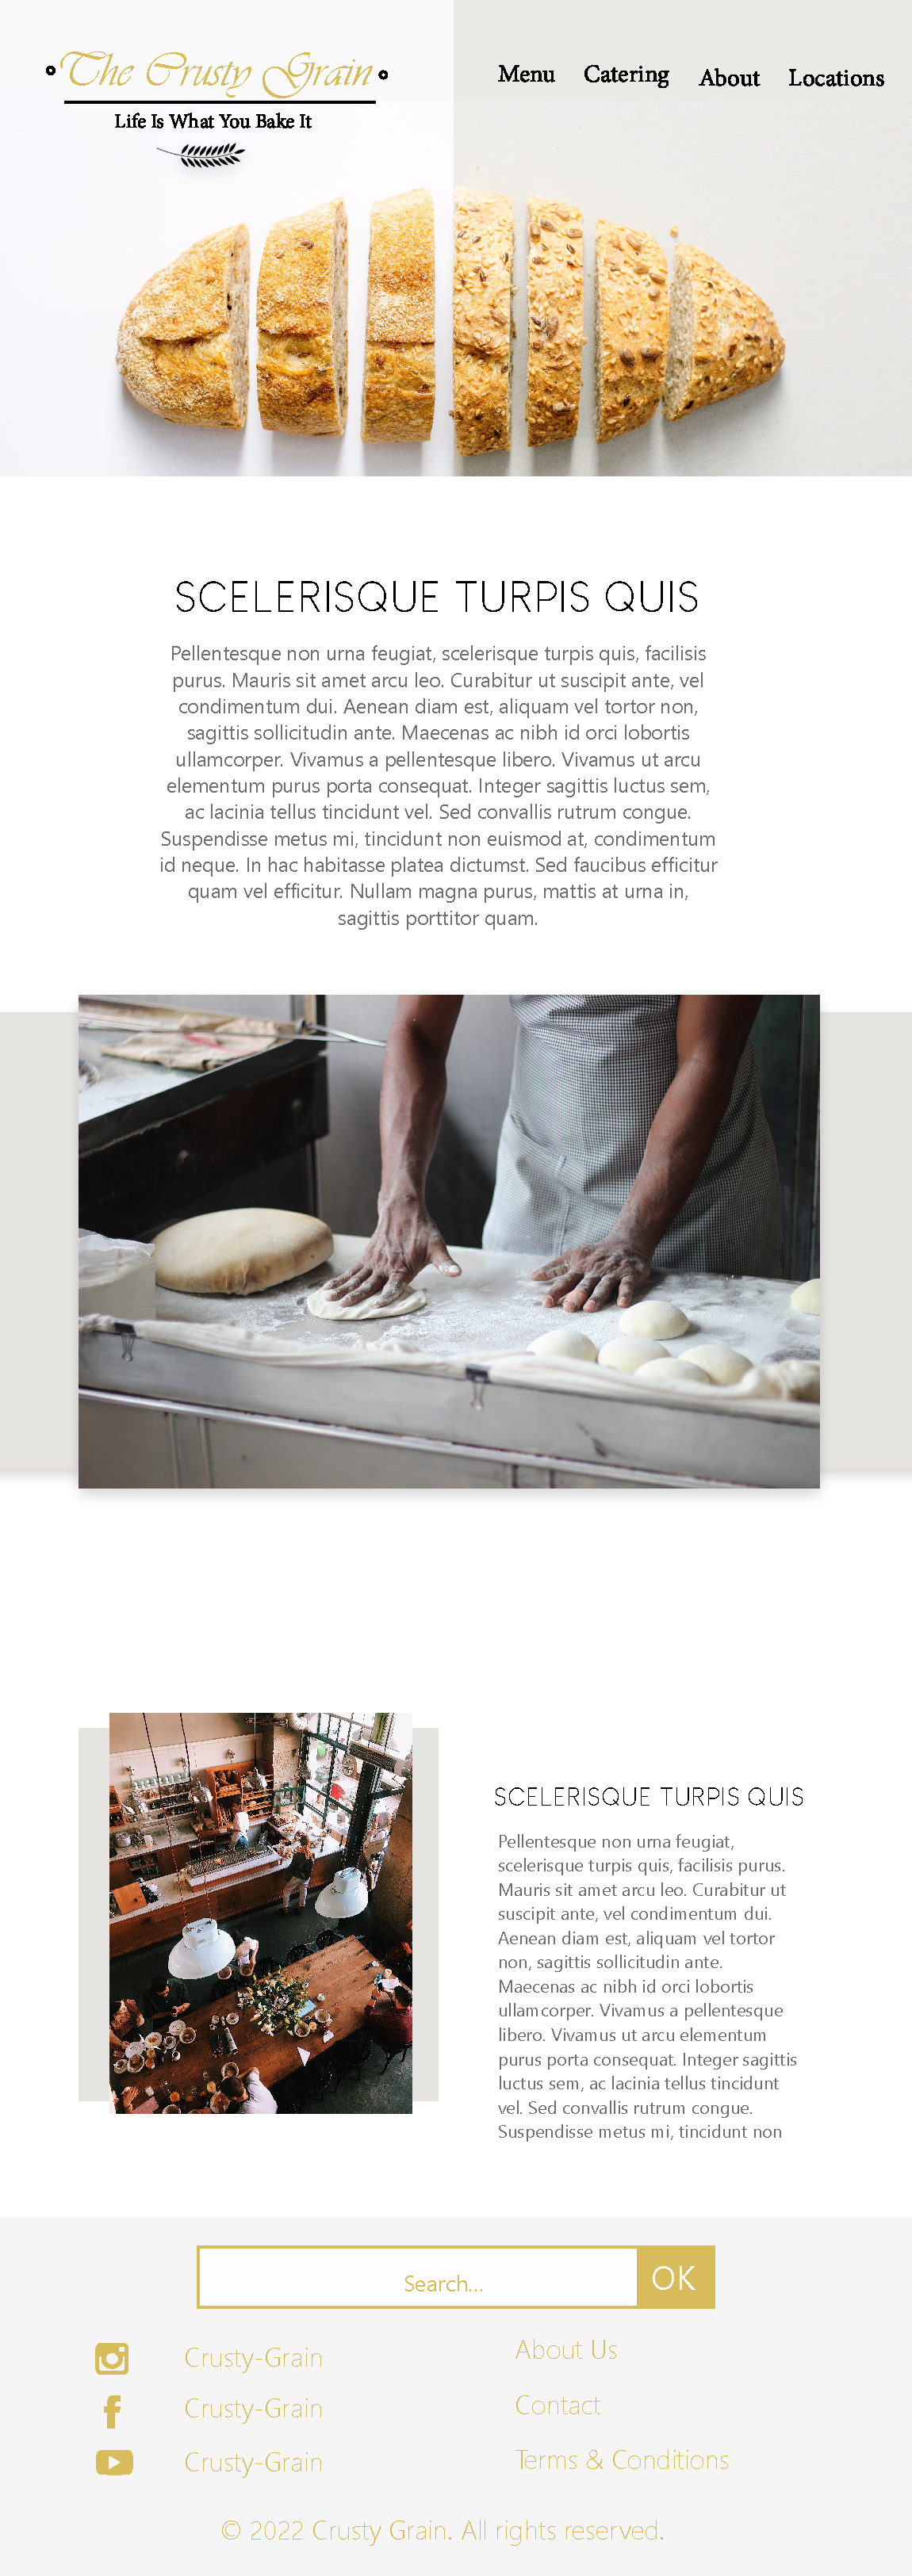 The Crusty Grain
Life Is What You Bake It
Menu Catering About Locations
SCELERISQUE TURPIS QUIS
Pellentesque non urna feugiat, scelerisque turpis quis, facilisis
purus. Mauris sit amet arcu leo. Curabitur ut suscipit ante, vel
condimentum dui. Aenean diam est, aliquam vel tortor non,
sagittis sollicitudin ante. Maecenas ac nibh id orci lobortis
ullamcorper. Vivamus a pellentesque libero. Vivamus ut arcu
elementum purus porta consequat. Integer sagittis luctus sem,
ac lacinia tellus tincidunt vel. Sed convallis rutrum congue.
Suspendisse metus mi, tincidunt non euismod at, condimentum
id neque. In hac habitasse platea dictumst. Sed faucibus efficitur
quam vel efficitur. Nullam magna purus, mattis at urna in,
sagittis porttitor quam.
SCELERISQUE TURPIS QUIS
Pellentesque non urna feugiat,
scelerisque turpis quis, facilisis purus.
Mauris sit amet arcu leo. Curabitur ut
suscipit ante, vel condimentum dui.
Aenean diam est, aliquam vel tortor
non, sagittis sollicitudin ante.
Maecenas ac nibh id orci lobortis
ullamcorper. Vivamus a pellentesque
libero. Vivamus ut arcu elementum
purus porta consequat. Integer sagittis
luctus sem, ac lacinia tellus tincidunt
vel. Sed convallis rutrum congue.
Suspendisse metus mi, tincidunt non
Search...
OK
Crusty-Grain
Crusty-Grain
Crusty-Grain
About Us
Contact
Terms & Conditions
© 2022 Crusty Grain. All rights reserved.